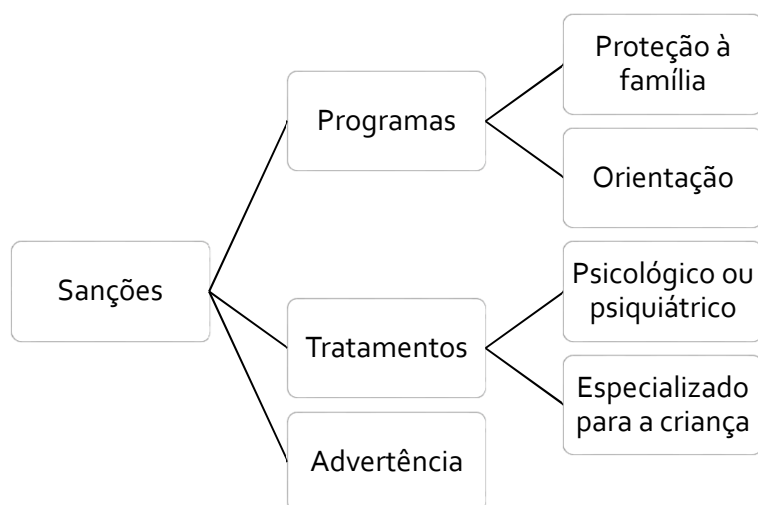 Sanções
Programas
Proteção à
família
Orientação
Tratamentos
Psicológico ou
psiquiátrico
Especializado
para a criança
Advertência